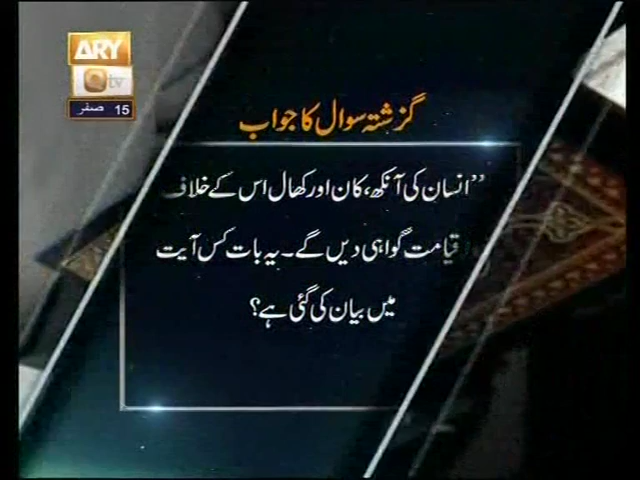 ARY
Qtv
15 صفر
گزشتہ سوال کا جواب
”انسان کی آنکھ، کان اور کھال اس کے خلاف
قیامت گواہی دیں گے۔ یہ بات کس آیت
میں بیان کی گئی ہے؟